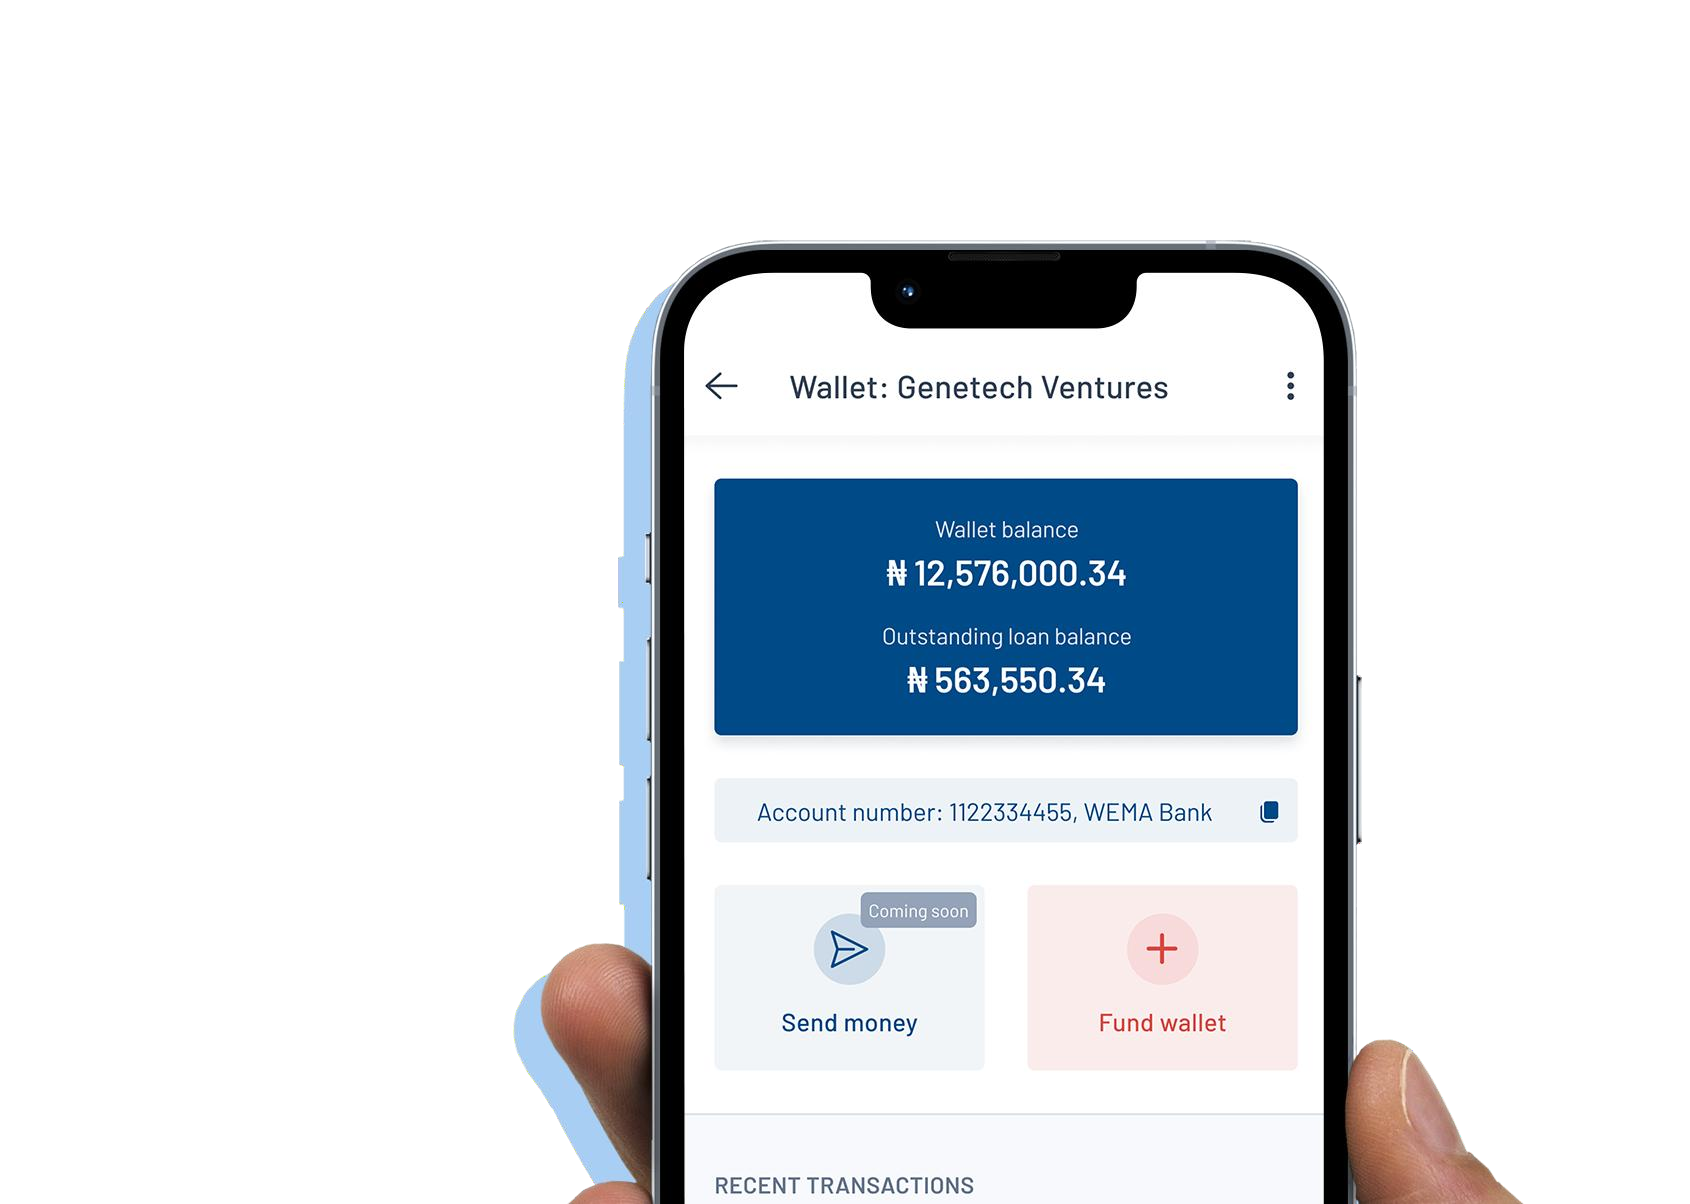 Wallet: Genetech Ventures
Wallet balance
₦ 12,576,000.34
Outstanding loan balance
₦ 563,550.34
Account number: 1122334455, WEMA Bank
Coming soon
Send money
Fund wallet
RECENT TRANSACTIONS